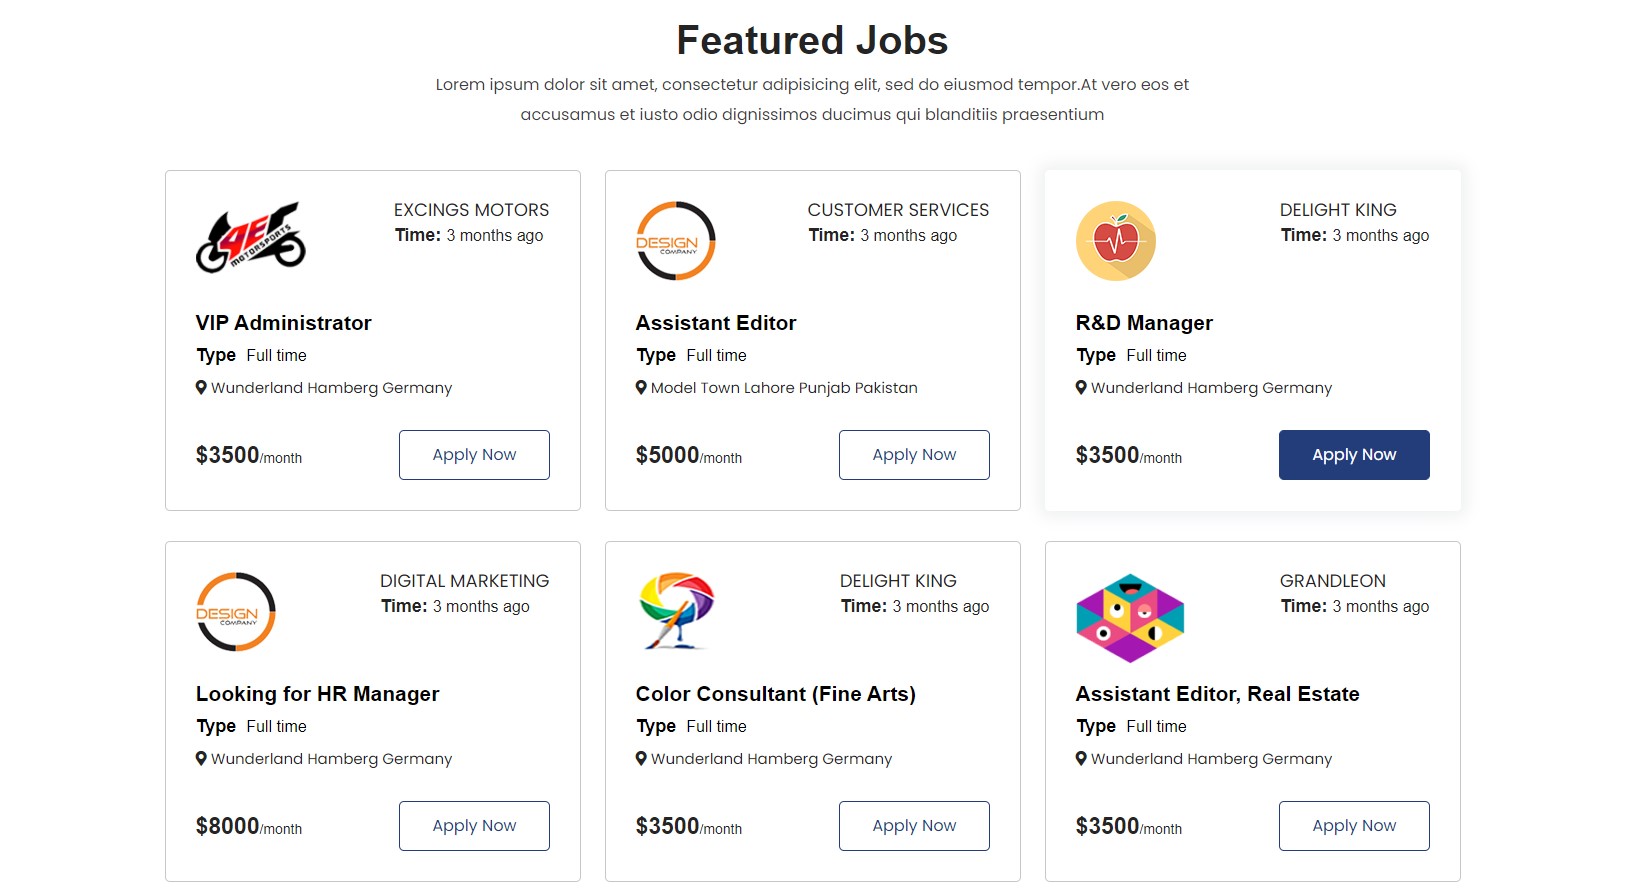 Featured Jobs
Lorem ipsum dolor sit amet, consectetur adipisicing elit, sed do eiusmod tempor.At vero eos et
accusamus et iusto odio dignissimos ducimus qui blanditiis praesentium
EXCINGS MOTORS
Time: 3 months ago
4E
MOTORSPORTS
VIP Administrator
Type Full time
Wunderland Hamberg Germany
$3500/month
Apply Now
CUSTOMER SERVICES
Time: 3 months ago
DESIGN
COMPANY
Assistant Editor
Type Full time
Model Town Lahore Punjab Pakistan
$5000/month
Apply Now
DELIGHT KING
Time: 3 months ago
R&D Manager
Type Full time
Wunderland Hamberg Germany
$3500/month
Apply Now
DIGITAL MARKETING
Time: 3 months ago
DESIGN
COMPANY
Looking for HR Manager
Type Full time
Wunderland Hamberg Germany
$8000/month
Apply Now
DELIGHT KING
Time: 3 months ago
Color Consultant (Fine Arts)
Type Full time
Wunderland Hamberg Germany
$3500/month
Apply Now
GRANDLEON
Time: 3 months ago
Assistant Editor, Real Estate
Type Full time
Wunderland Hamberg Germany
$3500/month
Apply Now